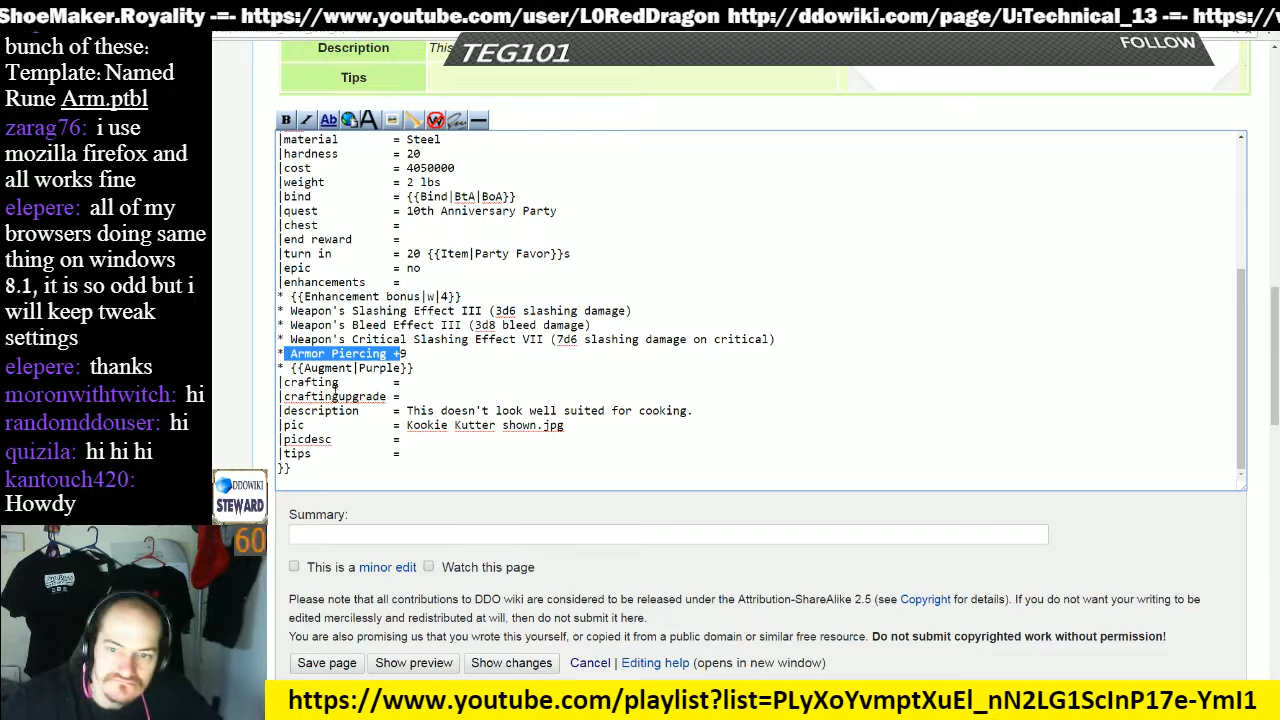 ShoeMaker.Royality -=- https://www.youtube.com/user/L0RedDragon http://ddowiki.com/page/U:Technical_13 -=- https://
bunch of these:
Template: Named
Rune Arm.ptbl
zarag76: i use
mozilla firefox and
all works fine
elepere: all of my
browsers doing same
thing on windows
8.1, it is so odd but i
will keep tweak
settings
elepere: thanks
moronwithtwitch: hi
randomddouser: hi
quizila: hi hi hi
kantouch420:
Howdy
DDOWIKI
STEWARD
60
Description This
TEG101
FOLLOW
Tips
B I Ab A W
|material = Steel
|hardness = 20
|cost = 4050000
|weight = 2 lbs
|bind = {{Bind|BtA|BoA}}
|quest = 10th Anniversary Party
|chest =
|end reward =
|turn in = 20 {{Item|Party Favor}}s
|epic = no
|enhancements =
* {{Enhancement bonus|w|4}}
* Weapon's Slashing Effect III (3d6 slashing damage)
* Weapon's Bleed Effect III (3d8 bleed damage)
* Weapon's Critical Slashing Effect VII (7d6 slashing damage on critical)
* Armor Piercing +9
* {{Augment|Purple}}
|crafting =
|craftingupgrade =
|description = This doesn't look well suited for cooking.
|pic = Kookie Kutter shown.jpg
|picdesc =
|tips =
}}
Summary:
This is a minor edit Watch this page
Please note that all contributions to DDO wiki are considered to be released under the Attribution-ShareAlike 2.5 (see Copyright for details). If you do not want your writing to be
edited mercilessly and redistributed at will, then do not submit it here.
You are also promising us that you wrote this yourself, or copied it from a public domain or similar free resource. Do not submit copyrighted work without permission!
Save page Show preview Show changes Cancel | Editing help (opens in new window)
https://www.youtube.com/playlist?list=PLyXoYvmptXuEl_nN2LG1ScInP17e-YmI1